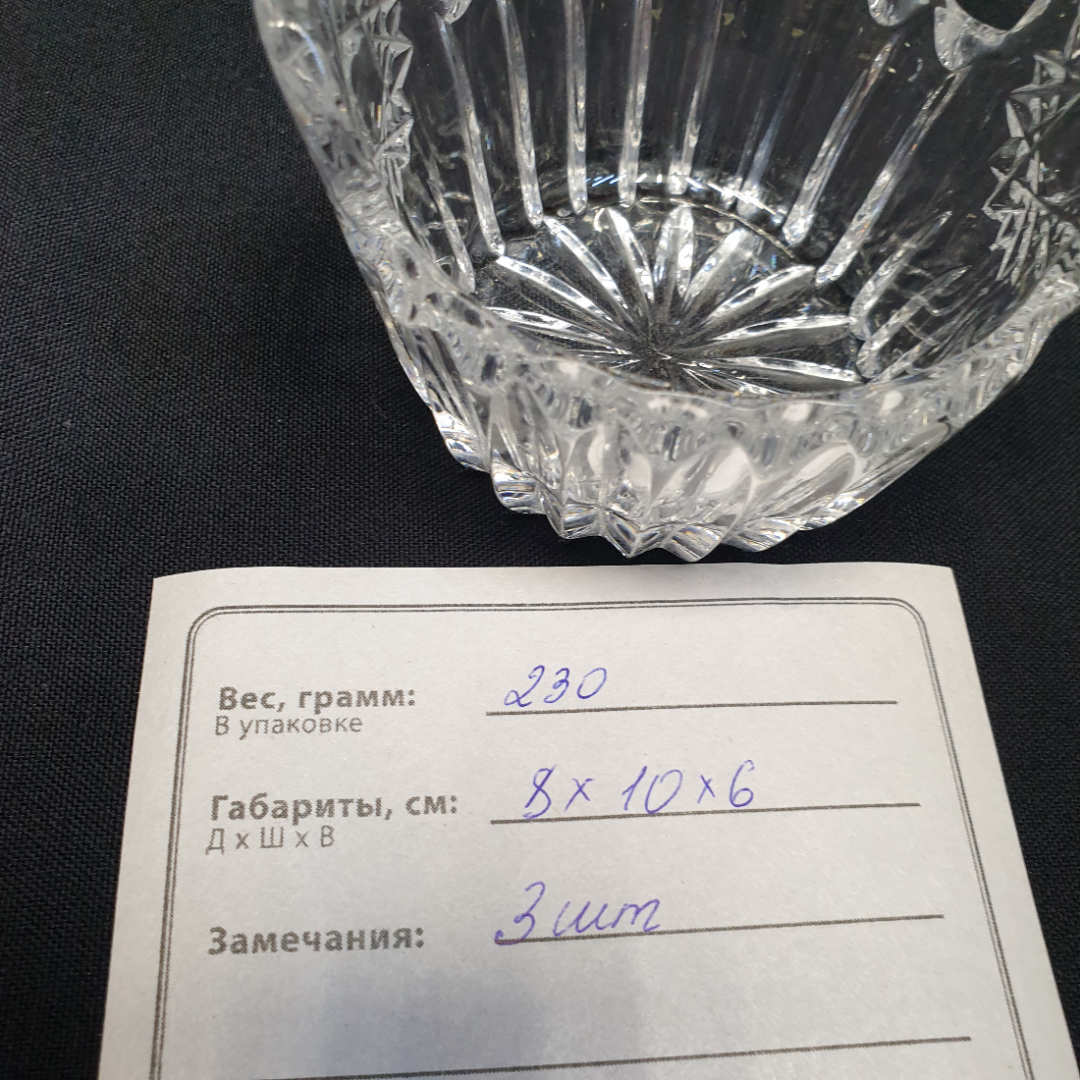 Вес, грамм: 230
В упаковке
Габариты, см: 8 x 10 x 6
Д x Ш x В
Замечания: 3 шт